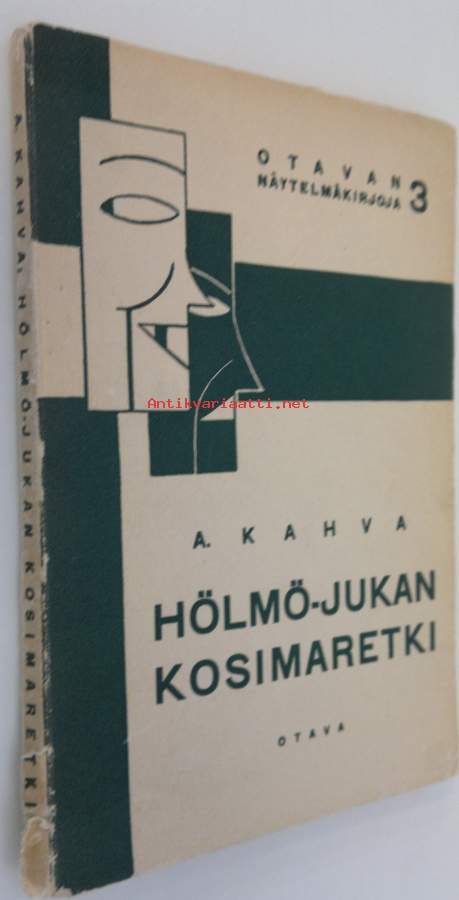 OTAVAN
NÄYTELMÄKIRJOJA 3
Antikvariaatti.net
A. KAHVA
HÖLMÖ-JUKAN
KOSIMARETKI
OTAVA
A. KAHVA, HÖLMÖ-JUKAN KOSIMARETKI